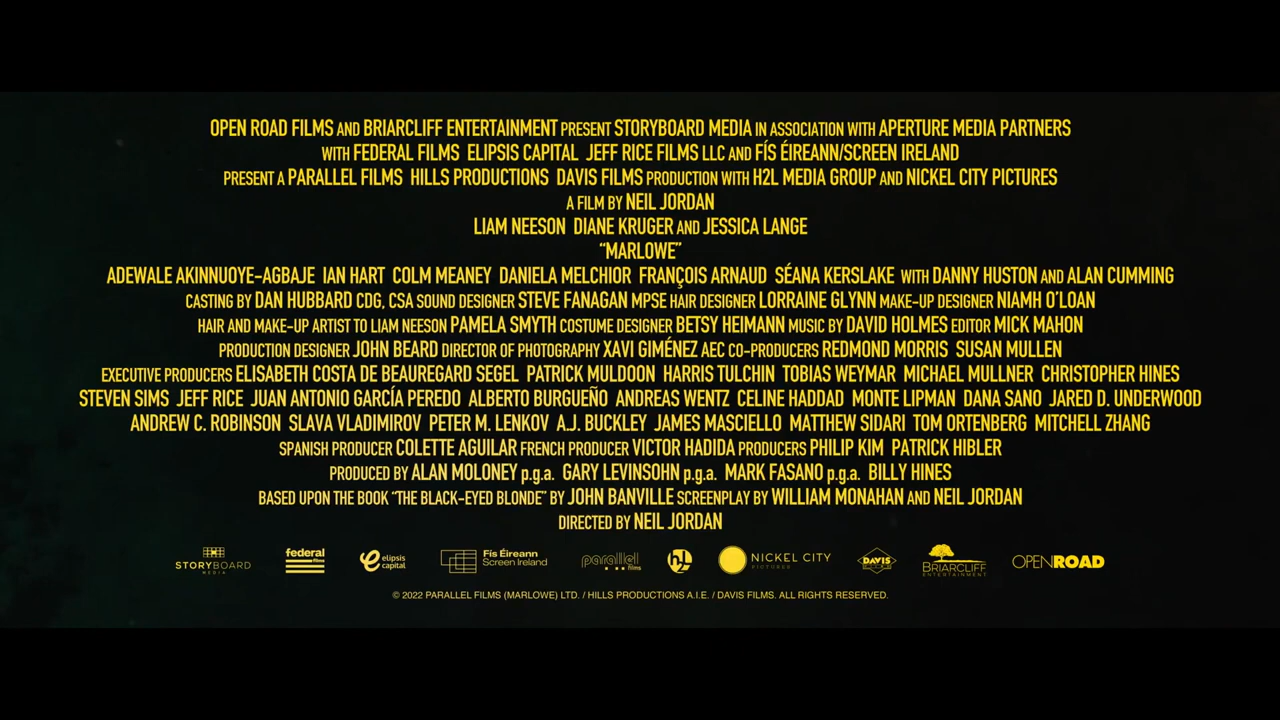 OPEN ROAD FILMS AND BRIARCLIFF ENTERTAINMENT PRESENT STORYBOARD MEDIA IN ASSOCIATION WITH APERTURE MEDIA PARTNERS
WITH FEDERAL FILMS ELIPSIS CAPITAL JEFF RICE FILMS LLC AND FÍS ÉIREANN/SCREEN IRELAND
PRESENT A PARALLEL FILMS HILLS PRODUCTIONS DAVIS FILMS PRODUCTION WITH H2L MEDIA GROUP AND NICKEL CITY PICTURES
A FILM BY NEIL JORDAN
LIAM NEESON DIANE KRUGER AND JESSICA LANGE
“MARLOWE”
ADEWALE AKINNUOYE-AGBAJE IAN HART COLM MEANEY DANIELA MELCHIOR FRANÇOIS ARNAUD SÉANA KERSLAKE WITH DANNY HUSTON AND ALAN CUMMING
CASTING BY DAN HUBBARD CDG, CSA SOUND DESIGNER STEVE FANAGAN MPSE HAIR DESIGNER LORRAINE GLYNN MAKE-UP DESIGNER NIAMH O’LOAN
HAIR AND MAKE-UP ARTIST TO LIAM NEESON PAMELA SMYTH COSTUME DESIGNER BETSY HEIMANN MUSIC BY DAVID HOLMES EDITOR MICK MAHON
PRODUCTION DESIGNER JOHN BEARD DIRECTOR OF PHOTOGRAPHY XAVI GIMÉNEZ AEC CO-PRODUCERS REDMOND MORRIS SUSAN MULLEN
EXECUTIVE PRODUCERS ELISABETH COSTA DE BEAUREGARD SEGEL PATRICK MULDOON HARRIS TULCHIN TOBIAS WEYMAR MICHAEL MULLNER CHRISTOPHER HINES
STEVEN SIMS JEFF RICE JUAN ANTONIO GARCÍA PEREDO ALBERTO BURGUEÑO ANDREAS WENTZ CELINE HADDAD MONTE LIPMAN DANA SANO JARED D. UNDERWOOD
ANDREW C. ROBINSON SLAVA VLADIMIROV PETER M. LENKOV A.J. BUCKLEY JAMES MASCIELLO MATTHEW SIDARI TOM ORTENBERG MITCHELL ZHANG
SPANISH PRODUCER COLETTE AGUILAR FRENCH PRODUCER VICTOR HADIDA PRODUCERS PHILIP KIM PATRICK HIBLER
PRODUCED BY ALAN MOLONEY p.g.a. GARY LEVINSOHN p.g.a. MARK FASANO p.g.a. BILLY HINES
BASED UPON THE BOOK “THE BLACK-EYED BLONDE” BY JOHN BANVILLE SCREENPLAY BY WILLIAM MONAHAN AND NEIL JORDAN
DIRECTED BY NEIL JORDAN
STORYBOARD MEDIA federal films elipsis capital Fís Éireann Screen Ireland parallel films NICKEL CITY PICTURES DAVIS BRIARCLIFF ENTERTAINMENT OPEN ROAD
© 2022 PARALLEL FILMS (MARLOWE) LTD. / HILLS PRODUCTIONS A.I.E. / DAVIS FILMS. ALL RIGHTS RESERVED.